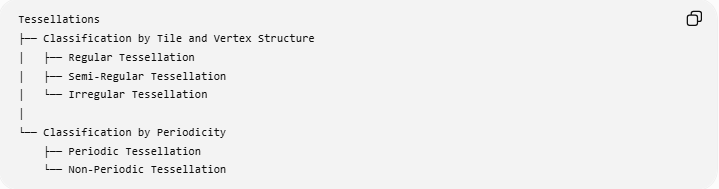 Tessellations
├── Classification by Tile and Vertex Structure
│   ├── Regular Tessellation
│   ├── Semi-Regular Tessellation
│   └── Irregular Tessellation
│
└── Classification by Periodicity
    ├── Periodic Tessellation
    └── Non-Periodic Tessellation